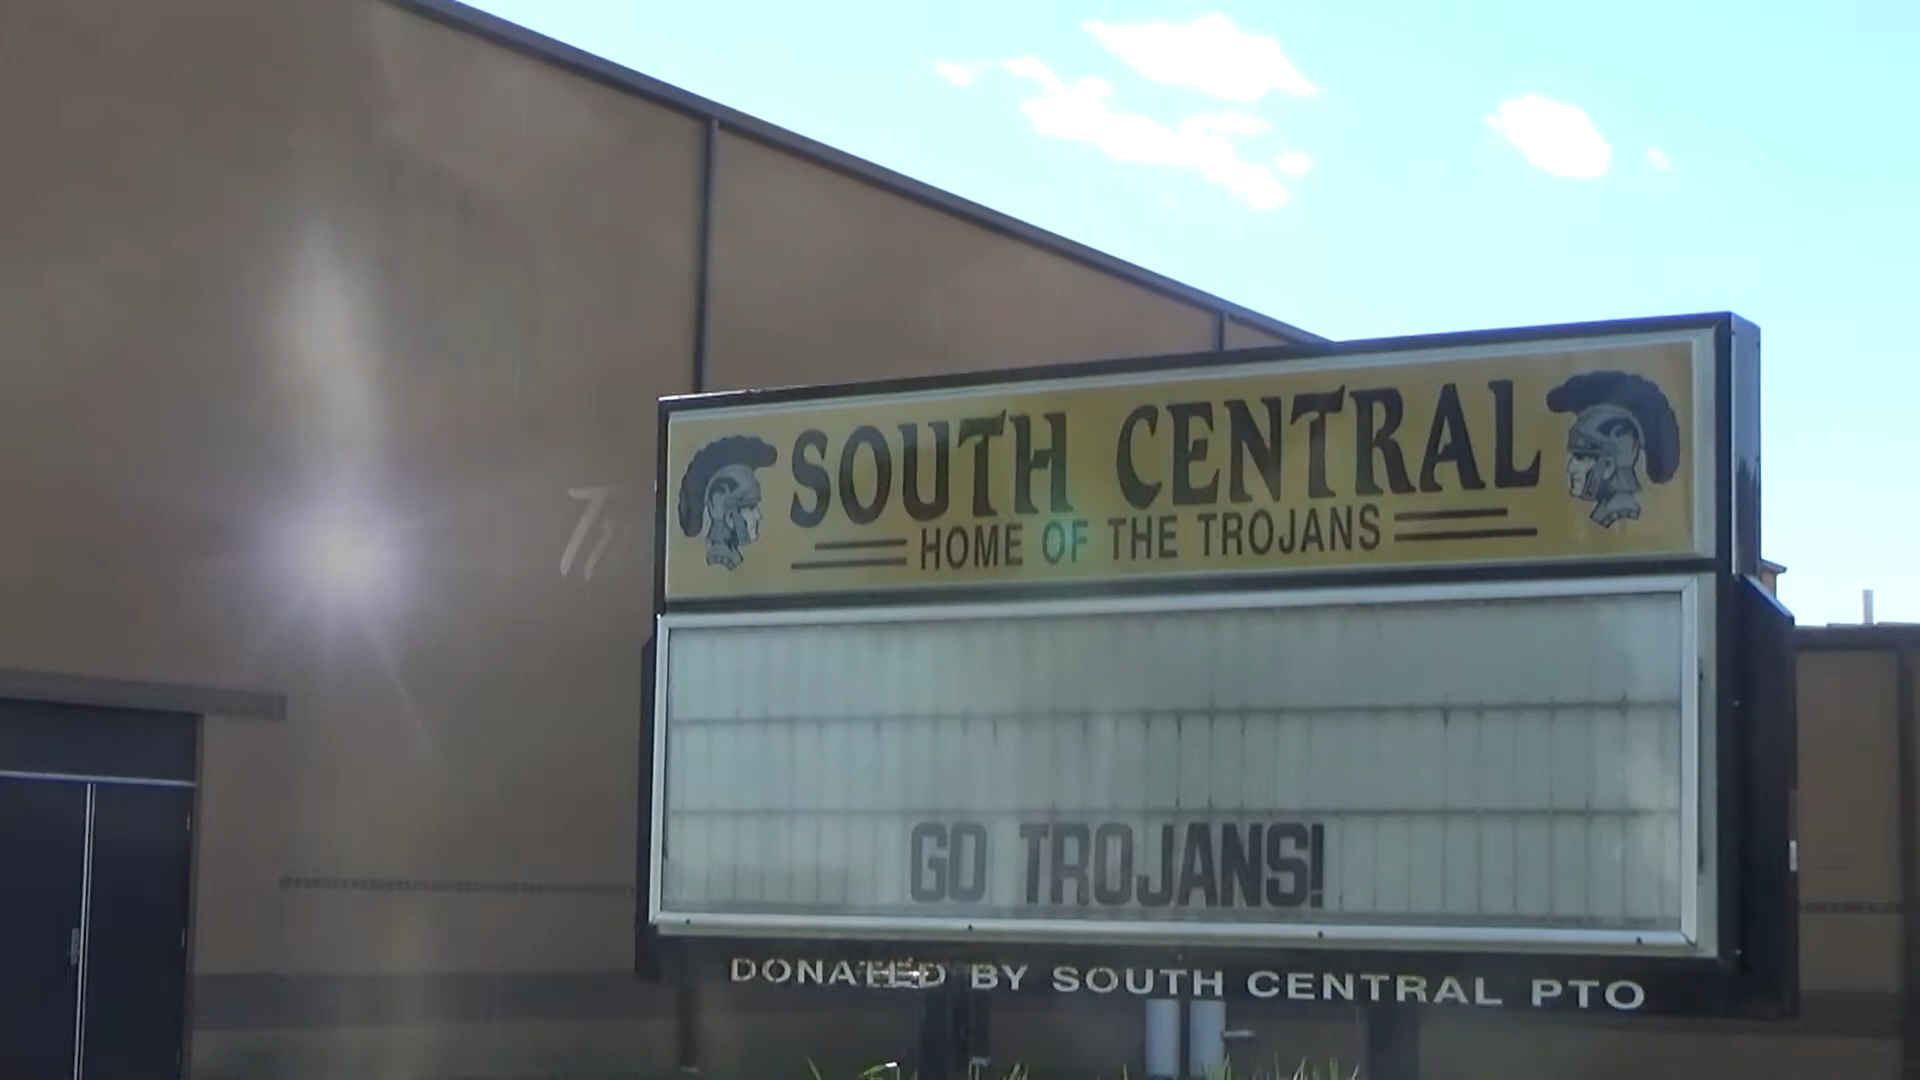 SOUTH CENTRAL
HOME OF THE TROJANS
GO TROJANS!
DONATED BY SOUTH CENTRAL PTO